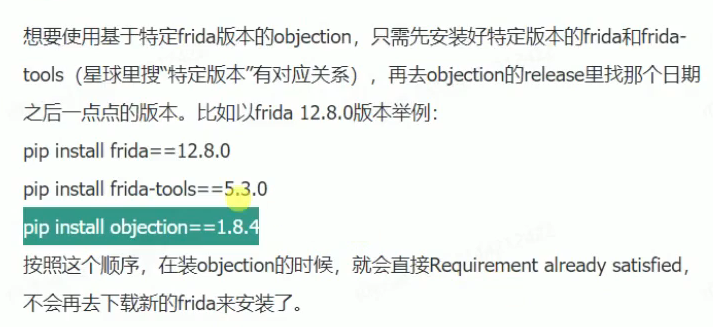 想要使用基于特定frida版本的objection，只需先安装好特定版本的frida和frida-
tools（星球里搜“特定版本”有对应关系），再去objection的release里找那个日期
之后一点点的版本。比如以frida 12.8.0版本举例：
pip install frida==12.8.0
pip install frida-tools==5.3.0
pip install objection==1.8.4
按照这个顺序，在装objection的时候，就会直接Requirement already satisfied，
不会再去下载新的frida来安装了。